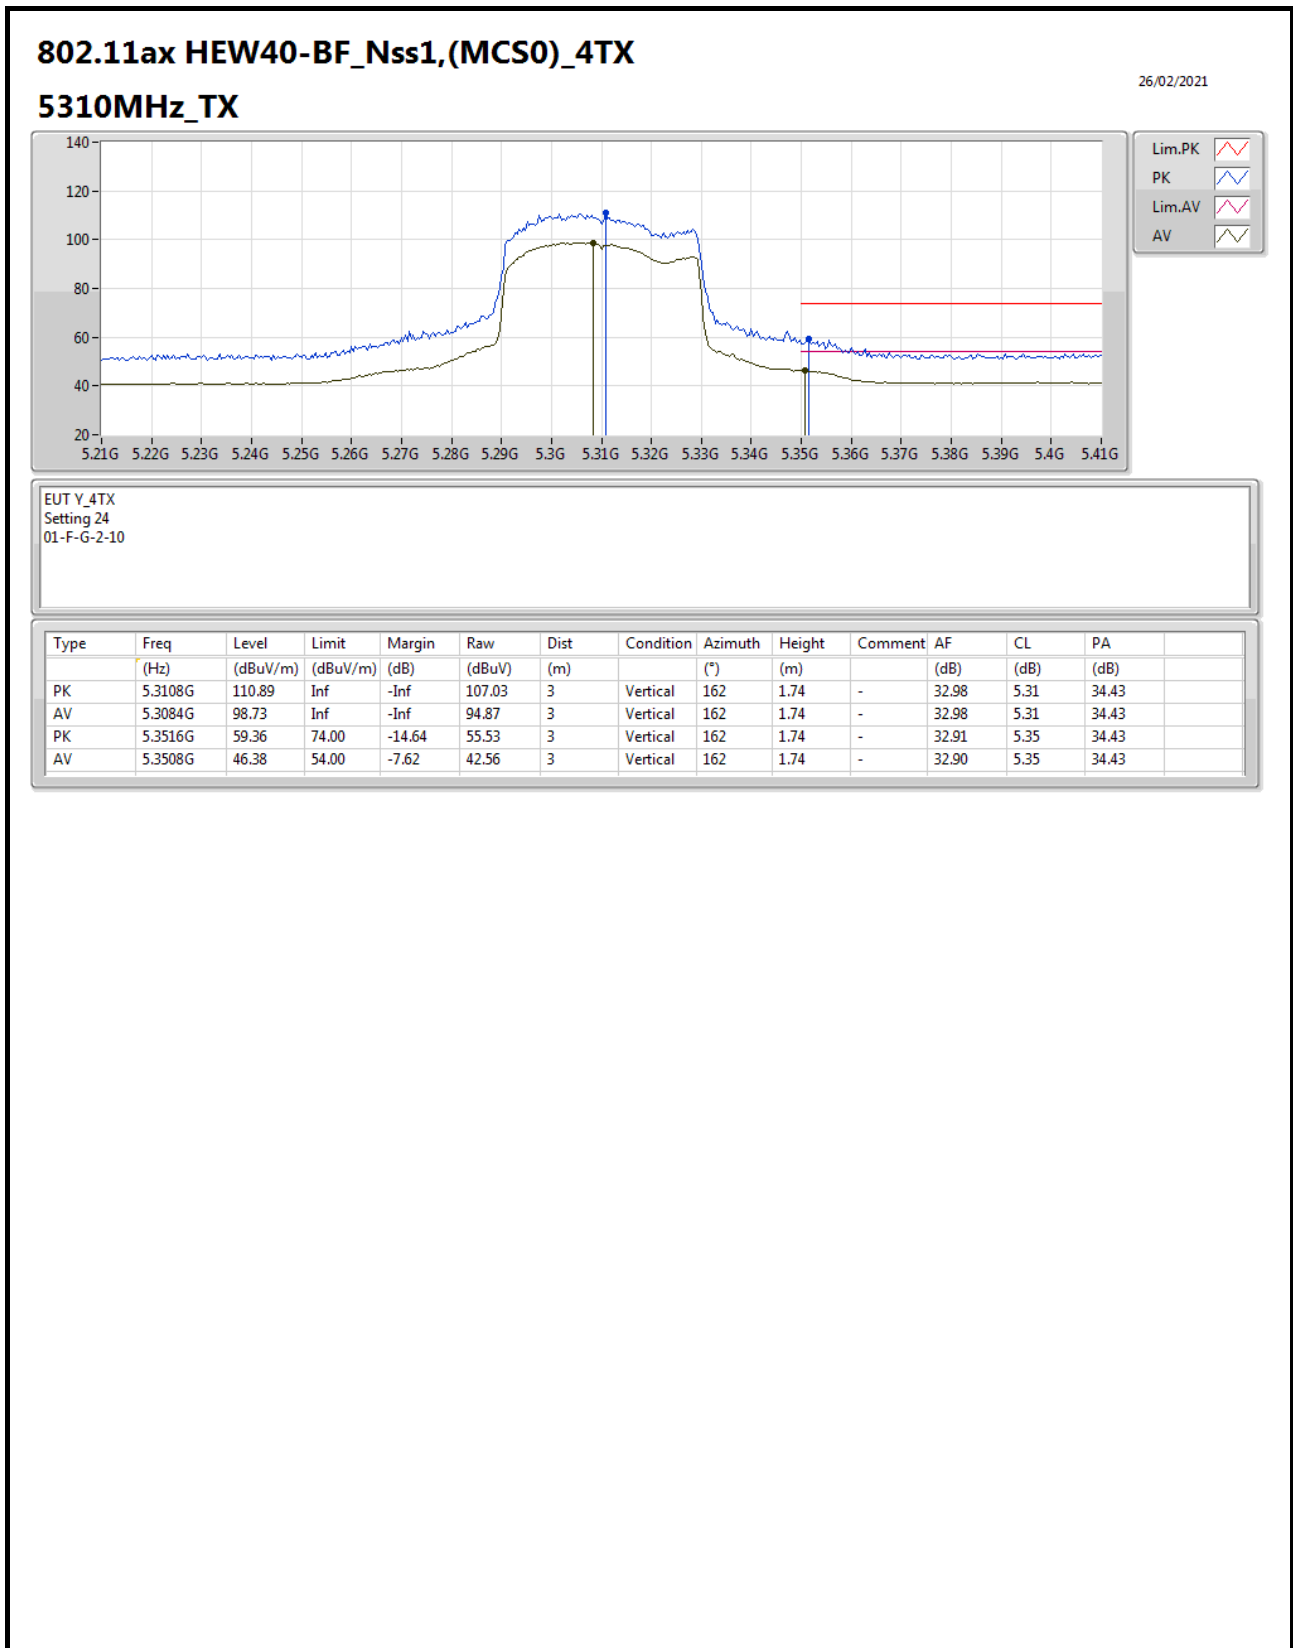 802.11ax HEW40-BF_Nss1,(MCS0)_4TX
26/02/2021
5310MHz_TX
140
120
100
80
60
40
20
5.21G 5.22G 5.23G 5.24G 5.25G 5.26G 5.27G 5.28G 5.29G 5.3G 5.31G 5.32G 5.33G 5.34G 5.35G 5.36G 5.37G 5.38G 5.39G 5.4G 5.41G
Lim.PK
PK
Lim.AV
AV
EUT Y_4TX
Setting 24
01-F-G-2-10
Type Freq Level Limit Margin Raw Dist Condition Azimuth Height Comment AF CL PA
(Hz) (dBuV/m) (dBuV/m) (dB) (dBuV) (m) (°) (m) (dB) (dB) (dB)
PK 5.3108G 110.89 Inf -Inf 107.03 3 Vertical 162 1.74 - 32.98 5.31 34.43
AV 5.3084G 98.73 Inf -Inf 94.87 3 Vertical 162 1.74 - 32.98 5.31 34.43
PK 5.3516G 59.36 74.00 -14.64 55.53 3 Vertical 162 1.74 - 32.91 5.35 34.43
AV 5.3508G 46.38 54.00 -7.62 42.56 3 Vertical 162 1.74 - 32.90 5.35 34.43